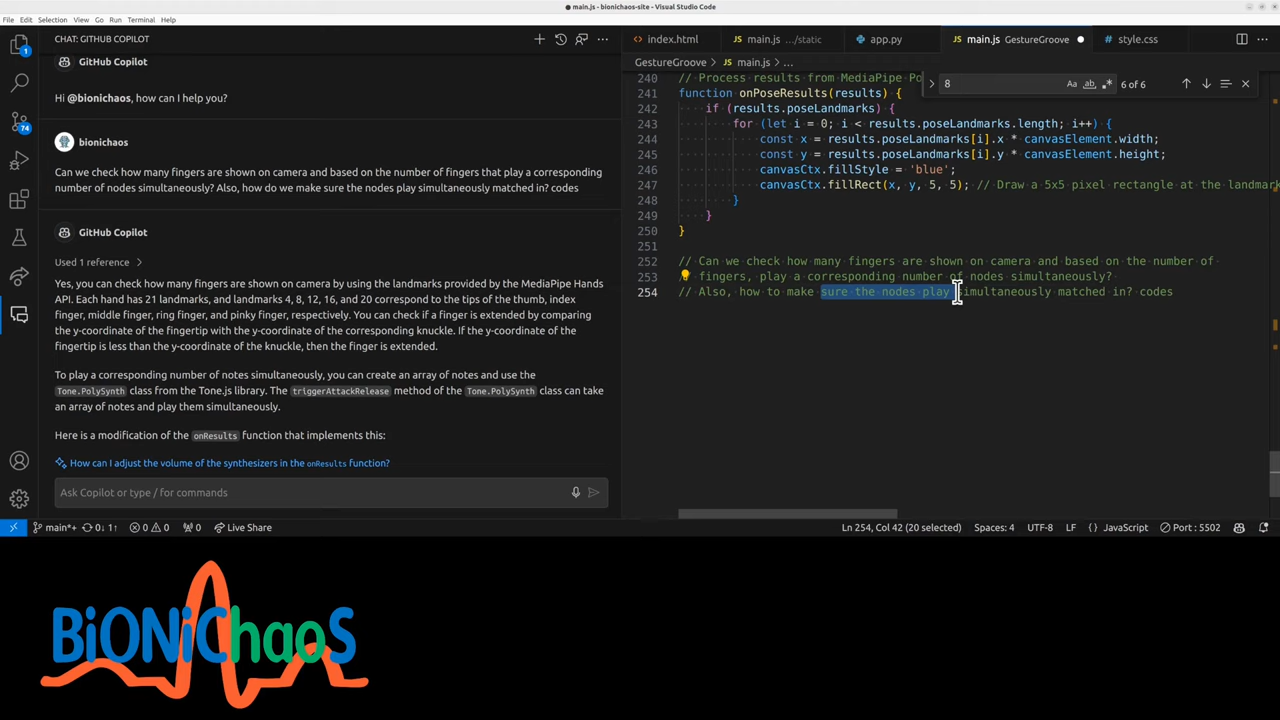 main.js - bionichaos-site - Visual Studio Code
File Edit Selection View Go Run Terminal Help
CHAT: GITHUB COPILOT
GitHub Copilot
Hi @bionichaos, how can I help you?
bionichaos
Can we check how many fingers are shown on camera and based on the number of fingers that play a corresponding
number of nodes simultaneously? Also, how do we make sure the nodes play simultaneously matched in? codes
GitHub Copilot
Used 1 reference
Yes, you can check how many fingers are shown on camera by using the landmarks provided by the MediaPipe Hands
API. Each hand has 21 landmarks, and landmarks 4, 8, 12, 16, and 20 correspond to the tips of the thumb, index
finger, middle finger, ring finger, and pinky finger, respectively. You can check if a finger is extended by comparing
the y-coordinate of the fingertip with the y-coordinate of the corresponding knuckle. If the y-coordinate of the
fingertip is less than the y-coordinate of the knuckle, then the finger is extended.
To play a corresponding number of notes simultaneously, you can create an array of notes and use the
Tone.PolySynth class from the Tone.js library. The triggerAttackRelease method of the Tone.PolySynth class can take
an array of notes and play them simultaneously.
Here is a modification of the onResults function that implements this:
How can I adjust the volume of the synthesizers in the onResults function?
Ask Copilot or type / for commands
1
74
index.html main.js .../static app.py main.js GestureGroove style.css
GestureGroove > main.js > ...
8 Aa ab 6 of 6
240 // Process results from MediaPipe Po
241 function onPoseResults(results) {
242 if (results.poseLandmarks) {
243 for (let i = 0; i < results.poseLandmarks.length; i++) {
244 const x = results.poseLandmarks[i].x * canvasElement.width;
245 const y = results.poseLandmarks[i].y * canvasElement.height;
246 canvasCtx.fillStyle = 'blue';
247 canvasCtx.fillRect(x, y, 5, 5); // Draw a 5x5 pixel rectangle at the landmark
248 }
249 }
250 }
251
252 // Can we check how many fingers are shown on camera and based on the number of
253 // fingers, play a corresponding number of nodes simultaneously?
254 // Also, how to make sure the nodes play simultaneously matched in? codes
main*+ 0↓ 1↑ 0 0 0 Live Share Ln 254, Col 42 (20 selected) Spaces: 4 UTF-8 LF {} JavaScript Port : 5502
BiONiChaoS